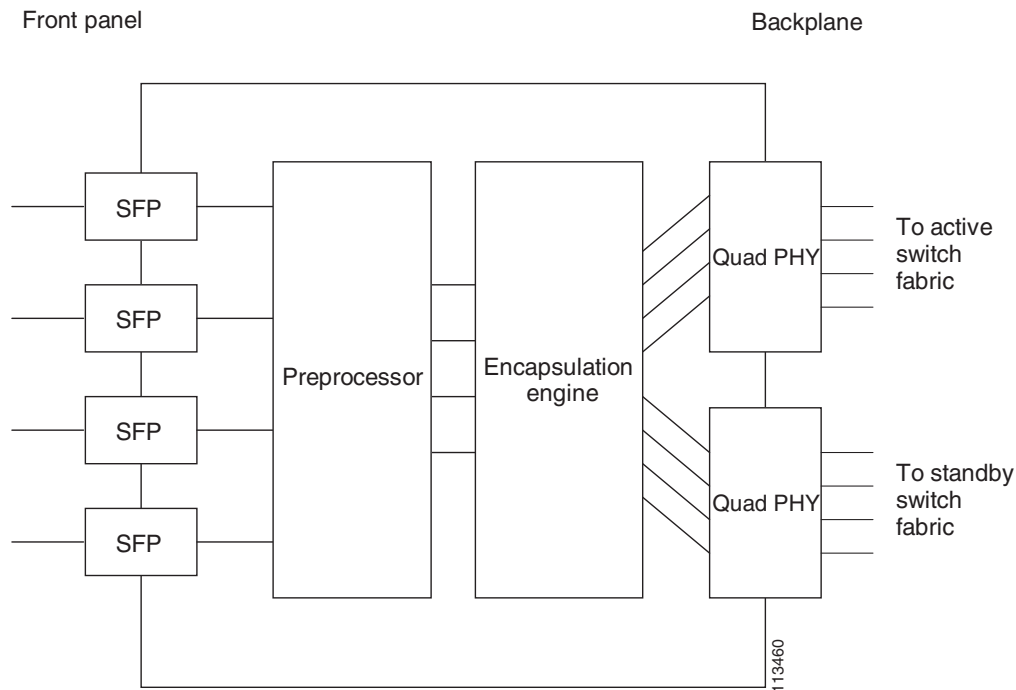 Front panel
Backplane
SFP
SFP
SFP
SFP
Preprocessor
Encapsulation
engine
Quad PHY
Quad PHY
To active
switch
fabric
To standby
switch
fabric
113460